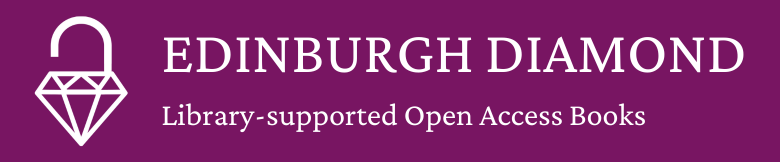 EDINBURGH DIAMOND
Library-supported Open Access Books